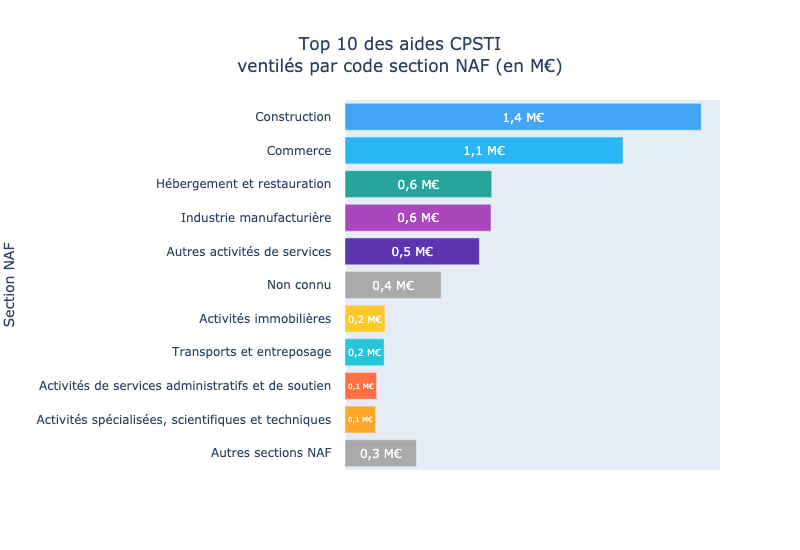 Top 10 des aides CPSTI
ventilés par code section NAF (en M€)
Section NAF
Construction 1,4 M€
Commerce 1,1 M€
Hébergement et restauration 0,6 M€
Industrie manufacturière 0,6 M€
Autres activités de services 0,5 M€
Non connu 0,4 M€
Activités immobilières 0,2 M€
Transports et entreposage 0,2 M€
Activités de services administratifs et de soutien 0,1 M€
Activités spécialisées, scientifiques et techniques 0,1 M€
Autres sections NAF 0,3 M€